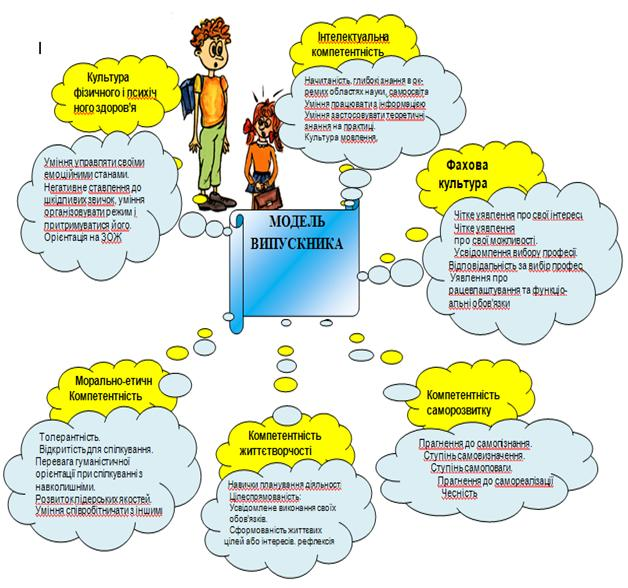 Інтелектуальна
компетентність
Начитаність, глибокі знання в ок-
ремих областях науки, самоосвіта
Уміння працювати з інформацією
Уміння застосовувати теоретичні
знання на практиці.
Культура мовлення,
Культура
фізичного і психіч
ного здоров'я
Уміння управляти своїми
емоційними станами.
Негативне ставлення до
шкідливих звичок, уміння
організовувати режим і
притримуватися його.
Орієнтація на ЗОЖ
Фахова
культура
Чітке уявлення про свої інтереси
Чітке уявлення
про свої можливості.
Усвідомлення вибору професії.
Відповідальність за вибір профес
Уявлення про
рацевлаштування та функціо-
альні обов'язки
МОДЕЛЬ
ВИПУСКНИКА
Морально-етичн
Компетентність
Толерантність.
Відкритість для спілкування.
Перевага гуманістичної
орієнтації при спілкуванні з
навколишніми.
Розвиток лідерських якостей.
Уміння співробітничати з іншими
Компетентність
життєтворчості
Навички планування діяльност
Цілеспрямованість:
Усвідомлене виконання своїх
обов'язків.
Сформованість життєвих
цілей або інтересів. рефлексія
Компетентність
саморозвитку
Прагнення до самопізнання.
Ступінь самовизначення.
Ступінь самоповаги.
Прагнення до самореалізації
Чесність